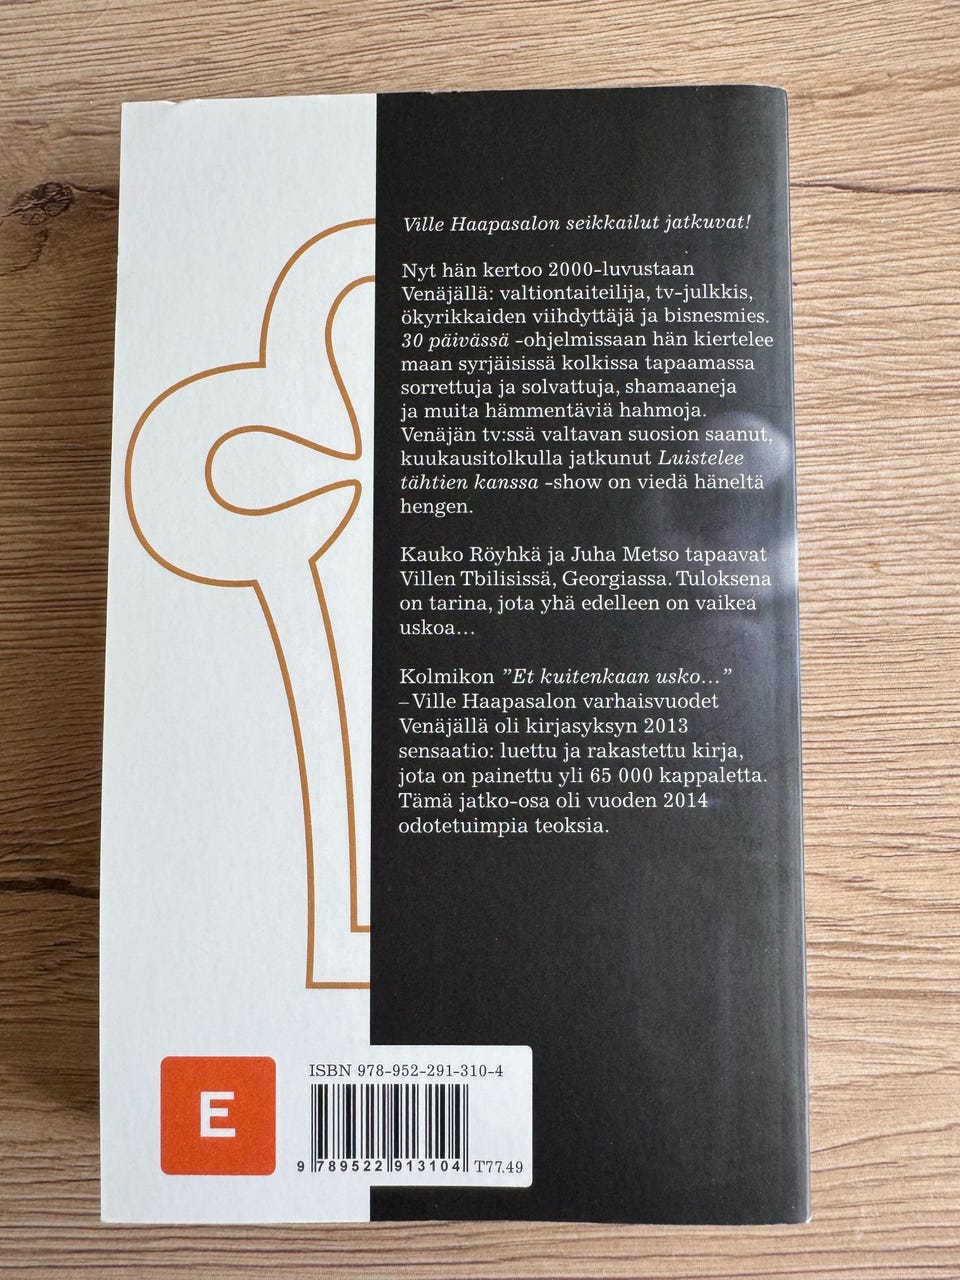 Ville Haapasalon seikkailut jatkuvat!
Nyt hän kertoo 2000-luvustaan
Venäjällä: valtiontaiteilija, tv-julkkis,
ökyrikkaiden viihdyttäjä ja bisnesmies.
30 päivässä -ohjelmissaan hän kiertelee
maan syrjäisissä kolkissa tapaamassa
sorrettuja ja solvattuja, shamaaneja
ja muita hämmentäviä hahmoja.
Venäjän tv:ssä valtavan suosion saanut,
kuukausitolkulla jatkunut Luistelee
tähtien kanssa -show on viedä häneltä
hengen.
Kauko Röyhkä ja Juha Metso tapaavat
Villen Tbilisissä, Georgiassa. Tuloksena
on tarina, jota yhä edelleen on vaikea
uskoa...
Kolmikon ”Et kuitenkaan usko...”
– Ville Haapasalon varhaisvuodet
Venäjällä oli kirjasyksyn 2013
sensaatio: luettu ja rakastettu kirja,
jota on painettu yli 65 000 kappaletta.
Tämä jatko-osa oli vuoden 2014
odotetuimpia teoksia.
E
ISBN 978-952-291-310-4
9 789522 913104 T77.49